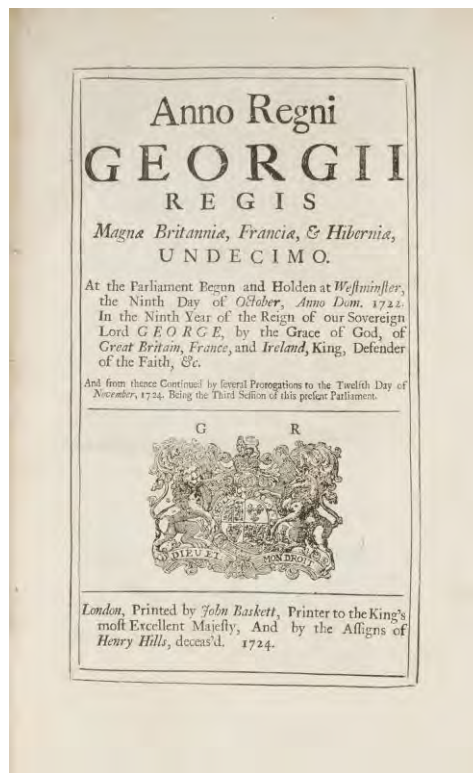 Anno Regni
GEORGII
REGIS
Magnæ Britanniæ, Franciæ, & Hiberniæ,
UNDECIMO.
At the Parliament Begun and Holden at Weſtminſter,
the Ninth Day of October, Anno Dom. 1722.
In the Ninth Year of the Reign of our Sovereign
Lord GEORGE, by the Grace of God, of
Great Britain, France, and Ireland, King, Defender
of the Faith, &c.
And from thence Continued by ſeveral Prorogations to the Twelfth Day of
November, 1724. Being the Third Seſſion of this preſent Parliament.
G R
DIEU ET MON DROIT
London, Printed by John Baskett, Printer to the King's
moſt Excellent Majeſty, And by the Aſſigns of
Henry Hills, deceas'd. 1724.